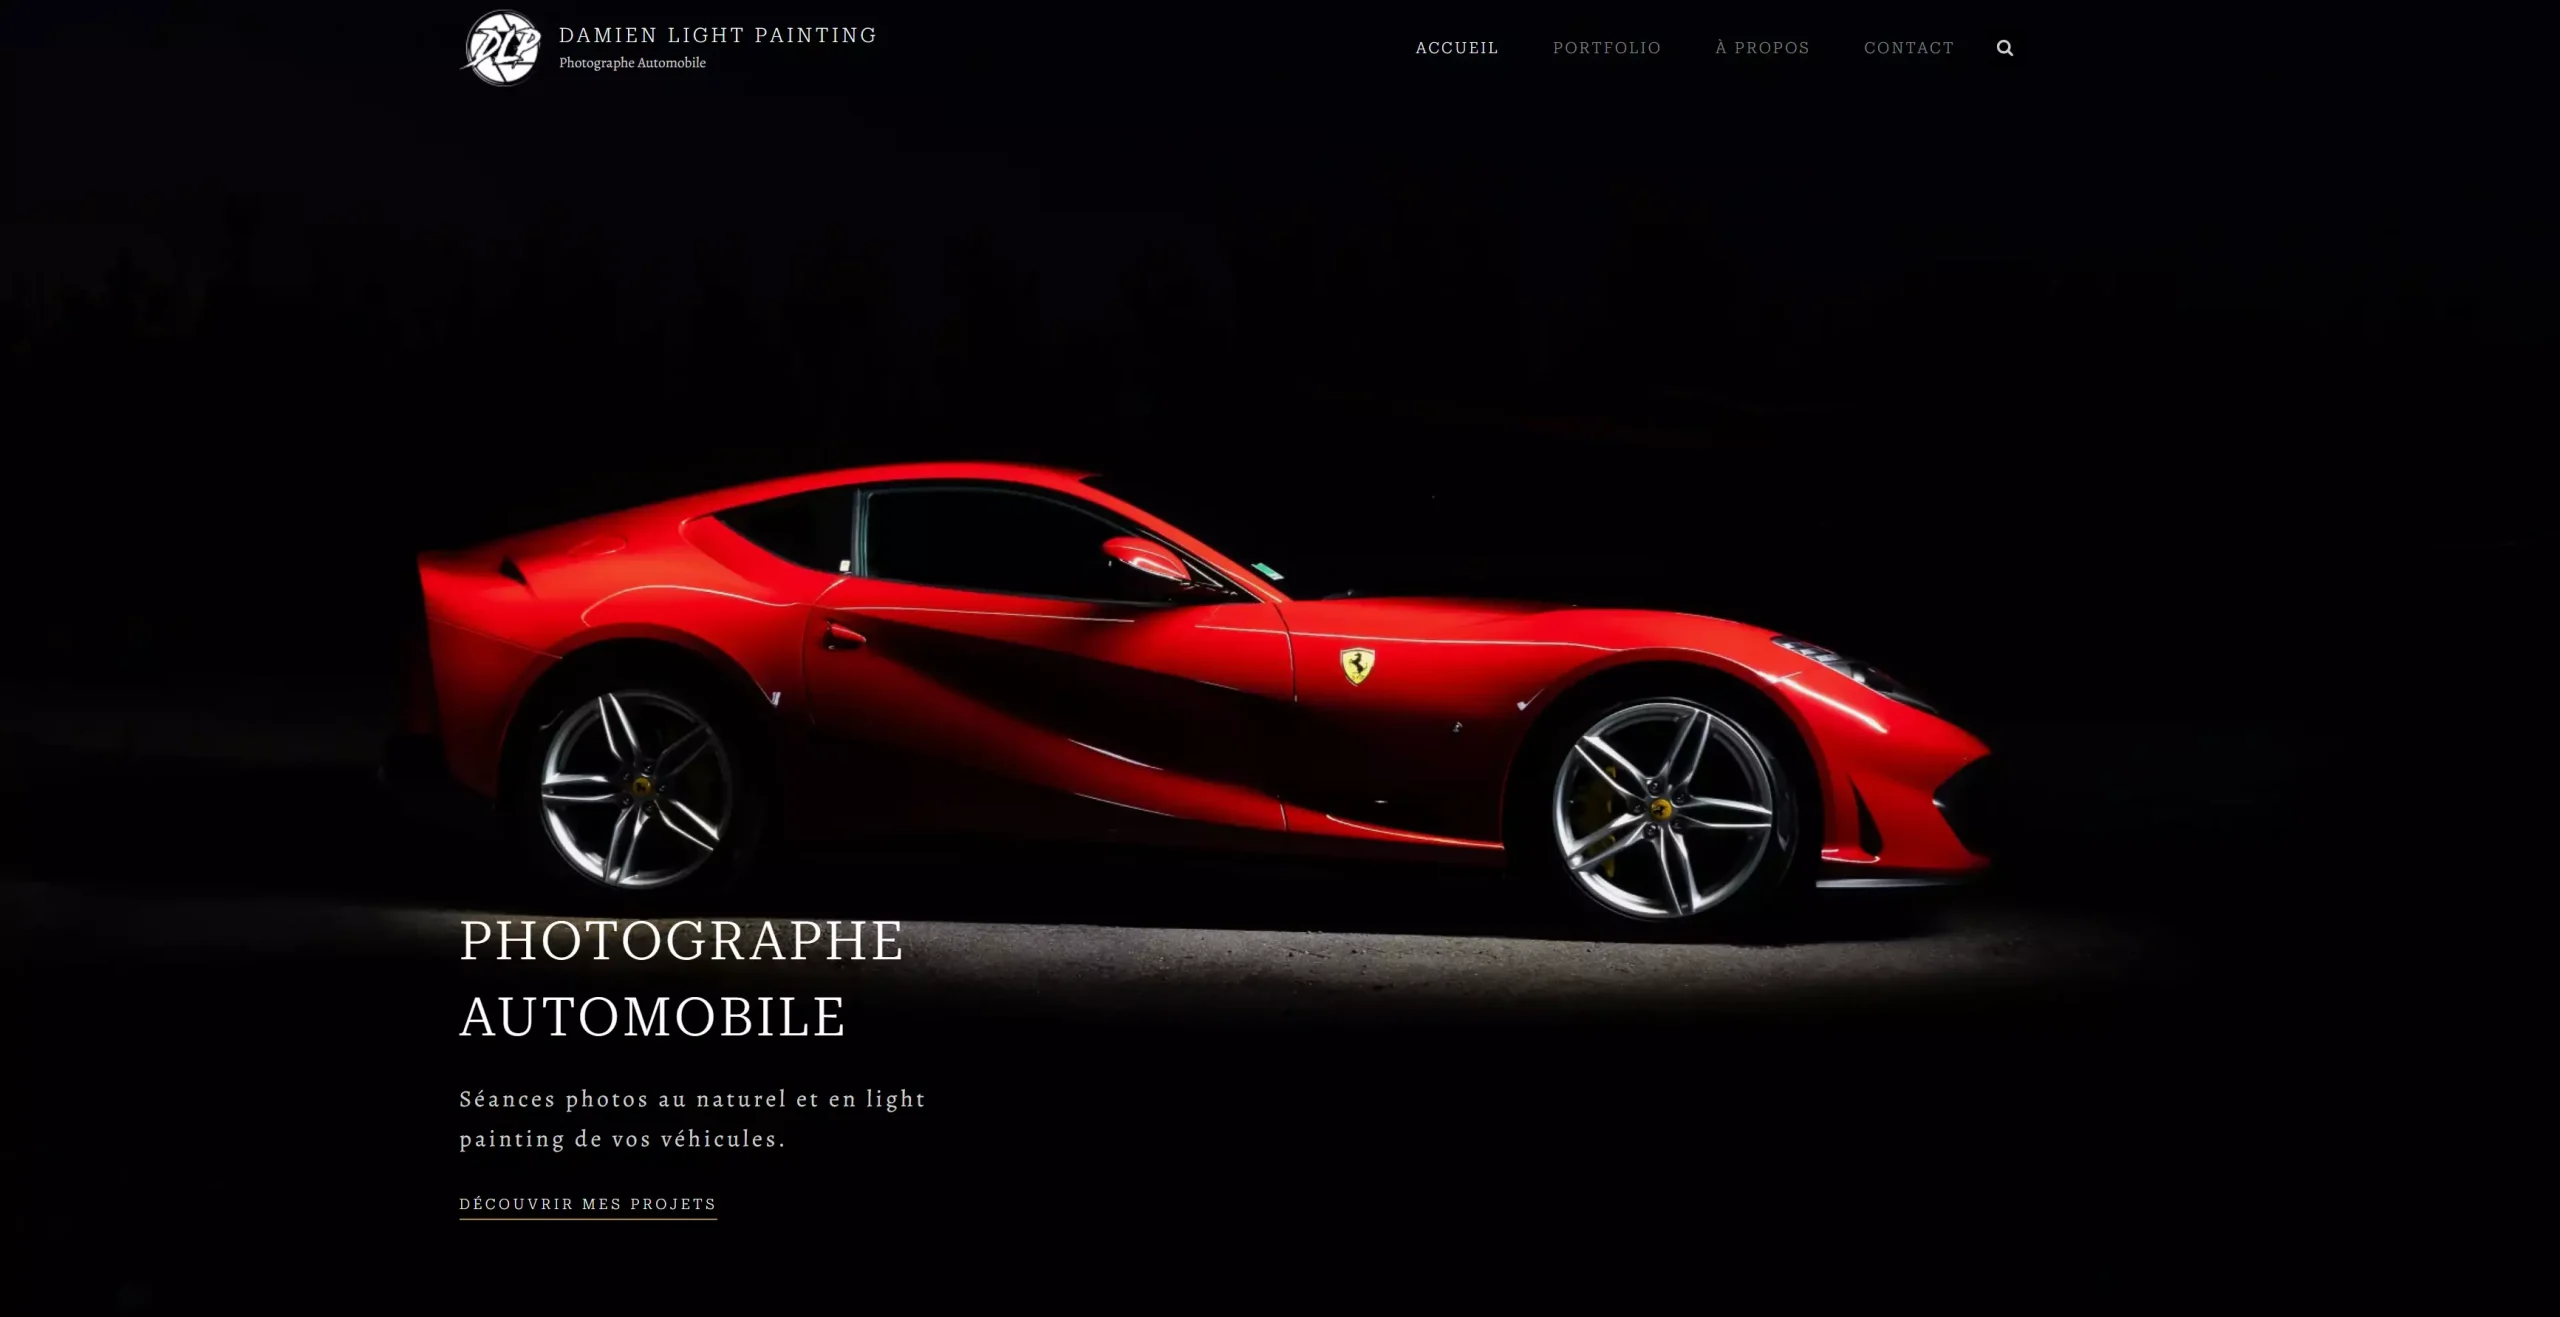 DLP
DAMIEN LIGHT PAINTING
Photographe Automobile
ACCUEIL
PORTFOLIO
À PROPOS
CONTACT
PHOTOGRAPHE
AUTOMOBILE
Séances photos au naturel et en light
painting de vos véhicules.
DÉCOUVRIR MES PROJETS